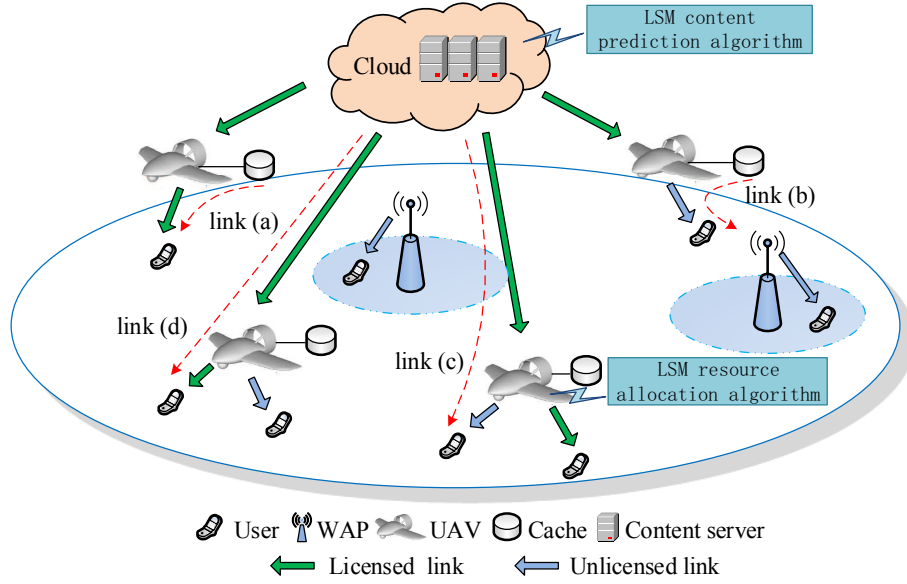 LSM content
prediction algorithm
Cloud
link (a)
link (b)
link (d)
link (c)
LSM resource
allocation algorithm
User WAP UAV Cache Content server
Licensed link Unlicensed link